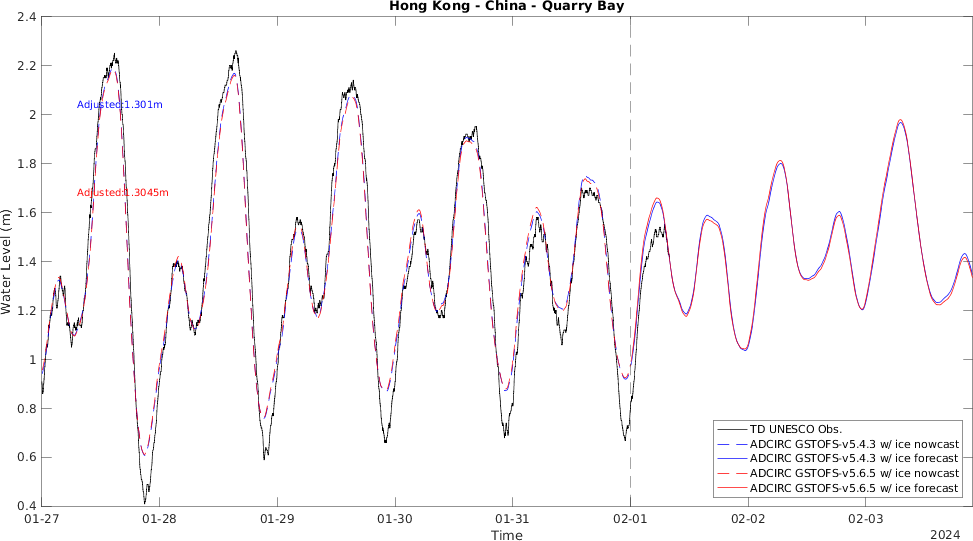 Hong Kong - China - Quarry Bay
2.4
2.2
2
1.8
1.6
1.4
1.2
1
0.8
0.6
0.4
Water Level (m)
Adjusted:1.301m
Adjusted:1.3045m
TD UNESCO Obs.
ADCIRC GSTOFS-v5.4.3 w/ ice nowcast
ADCIRC GSTOFS-v5.4.3 w/ ice forecast
ADCIRC GSTOFS-v5.6.5 w/ ice nowcast
ADCIRC GSTOFS-v5.6.5 w/ ice forecast
01-27 01-28 01-29 01-30 01-31 02-01 02-02 02-03
Time
2024